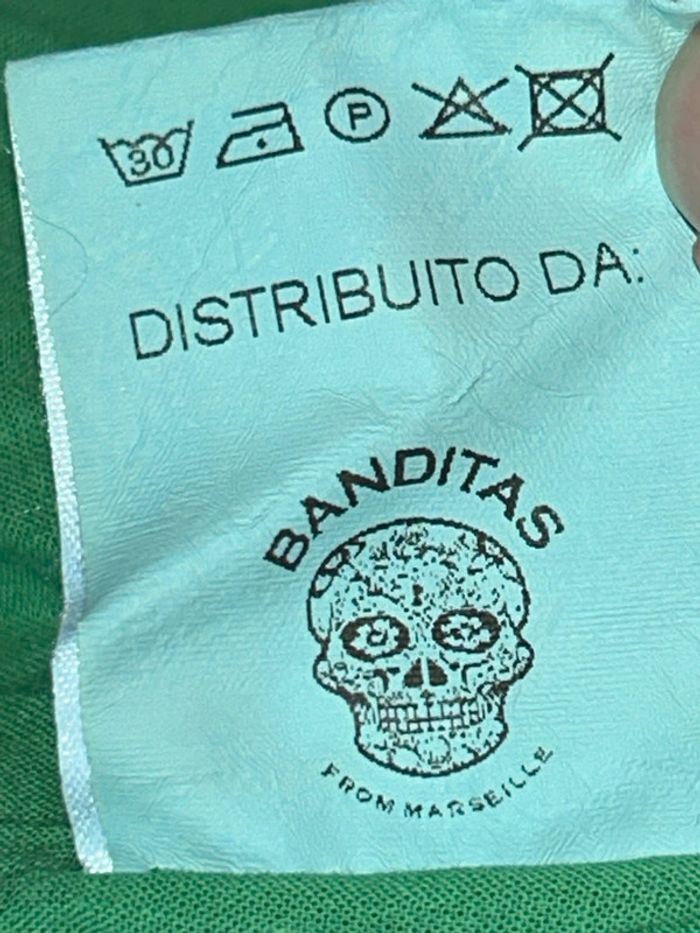 30 P
DISTRIBUITO DA:
BANDITAS
FROM MARSEILLE